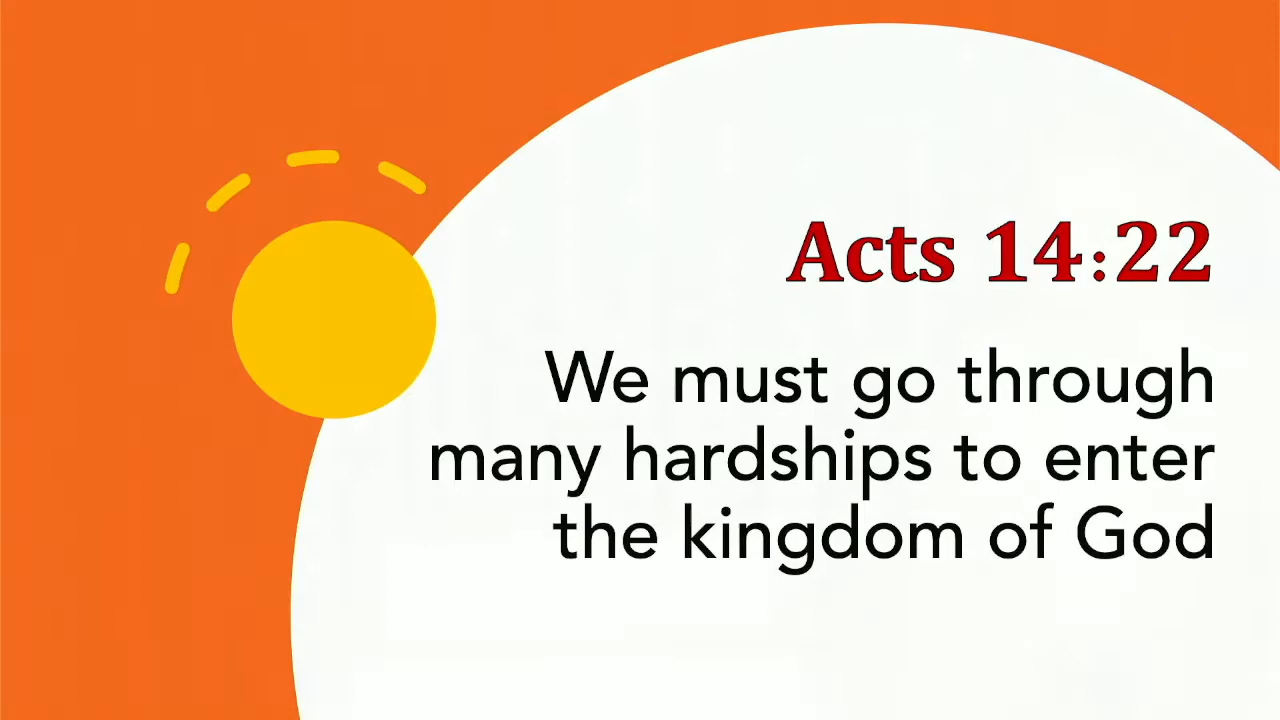 Acts 14:22
We must go through
many hardships to enter
the kingdom of God